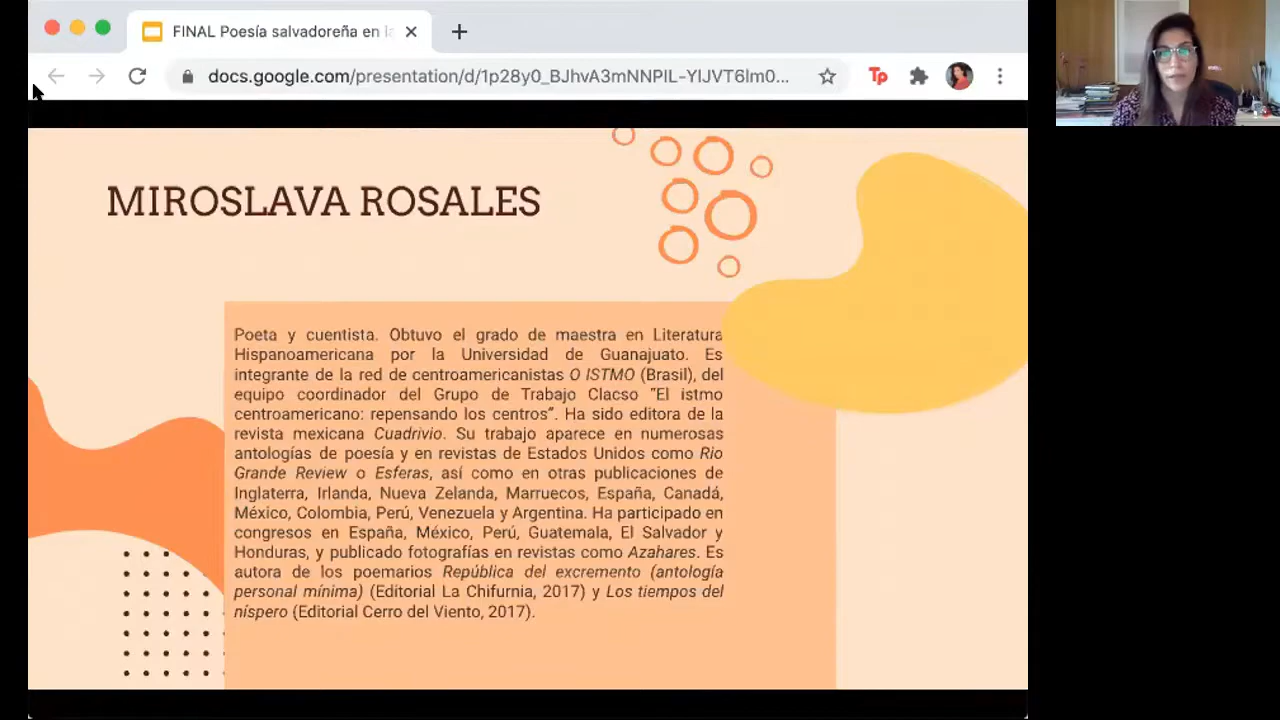 FINAL Poesía salvadoreña en la
docs.google.com/presentation/d/1p28y0_BJhvA3mNNPIL-YIJVT6lm0...
Tp
MIROSLAVA ROSALES
Poeta y cuentista. Obtuvo el grado de maestra en Literatura
Hispanoamericana por la Universidad de Guanajuato. Es
integrante de la red de centroamericanistas O ISTMO (Brasil), del
equipo coordinador del Grupo de Trabajo Clacso "El istmo
centroamericano: repensando los centros". Ha sido editora de la
revista mexicana Cuadrivio. Su trabajo aparece en numerosas
antologías de poesía y en revistas de Estados Unidos como Rio
Grande Review o Esferas, así como en otras publicaciones de
Inglaterra, Irlanda, Nueva Zelanda, Marruecos, España, Canadá,
México, Colombia, Perú, Venezuela y Argentina. Ha participado en
congresos en España, México, Perú, Guatemala, El Salvador y
Honduras, y publicado fotografías en revistas como Azahares. Es
autora de los poemarios República del excremento (antología
personal mínima) (Editorial La Chifurnia, 2017) y Los tiempos del
níspero (Editorial Cerro del Viento, 2017).